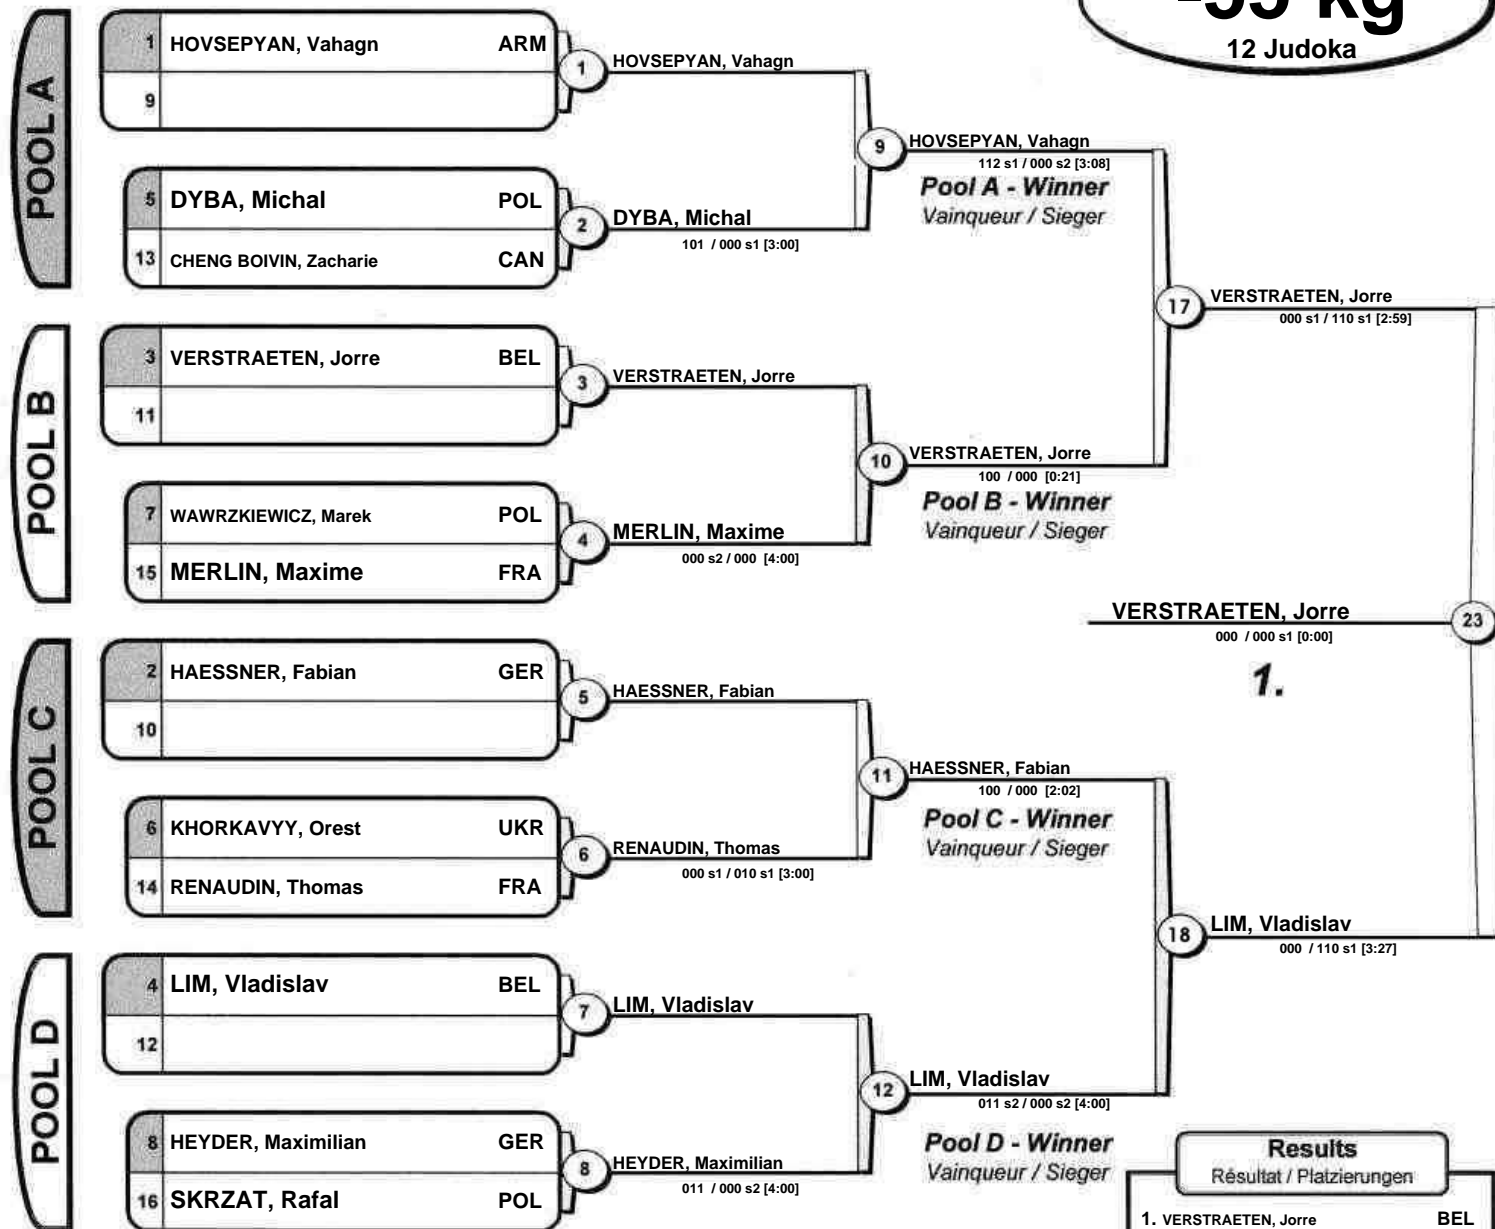 -55 kg
12 Judoka
POOL A
1 HOVSEPYAN, Vahagn ARM
9
5 DYBA, Michal POL
13 CHENG BOIVIN, Zacharie CAN
1 HOVSEPYAN, Vahagn
2 DYBA, Michal
101 / 000 s1 [3:00]
9 HOVSEPYAN, Vahagn
112 s1 / 000 s2 [3:08]
Pool A - Winner
Vainqueur / Sieger
POOL B
3 VERSTRAETEN, Jorre BEL
11
7 WAWRZKIEWICZ, Marek POL
15 MERLIN, Maxime FRA
3 VERSTRAETEN, Jorre
4 MERLIN, Maxime
000 s2 / 000 [4:00]
10 VERSTRAETEN, Jorre
100 / 000 [0:21]
Pool B - Winner
Vainqueur / Sieger
17 VERSTRAETEN, Jorre
000 s1 / 110 s1 [2:59]
POOL C
2 HAESSNER, Fabian GER
10
6 KHORKAVYY, Orest UKR
14 RENAUDIN, Thomas FRA
5 HAESSNER, Fabian
6 RENAUDIN, Thomas
000 s1 / 010 s1 [3:00]
11 HAESSNER, Fabian
100 / 000 [2:02]
Pool C - Winner
Vainqueur / Sieger
POOL D
4 LIM, Vladislav BEL
12
8 HEYDER, Maximilian GER
16 SKRZAT, Rafal POL
7 LIM, Vladislav
8 HEYDER, Maximilian
011 / 000 s2 [4:00]
12 LIM, Vladislav
011 s2 / 000 s2 [4:00]
Pool D - Winner
Vainqueur / Sieger
18 LIM, Vladislav
000 / 110 s1 [3:27]
VERSTRAETEN, Jorre 23
000 / 000 s1 [0:00]
1.
Results
Résultat / Platzierungen
1. VERSTRAETEN, Jorre BEL